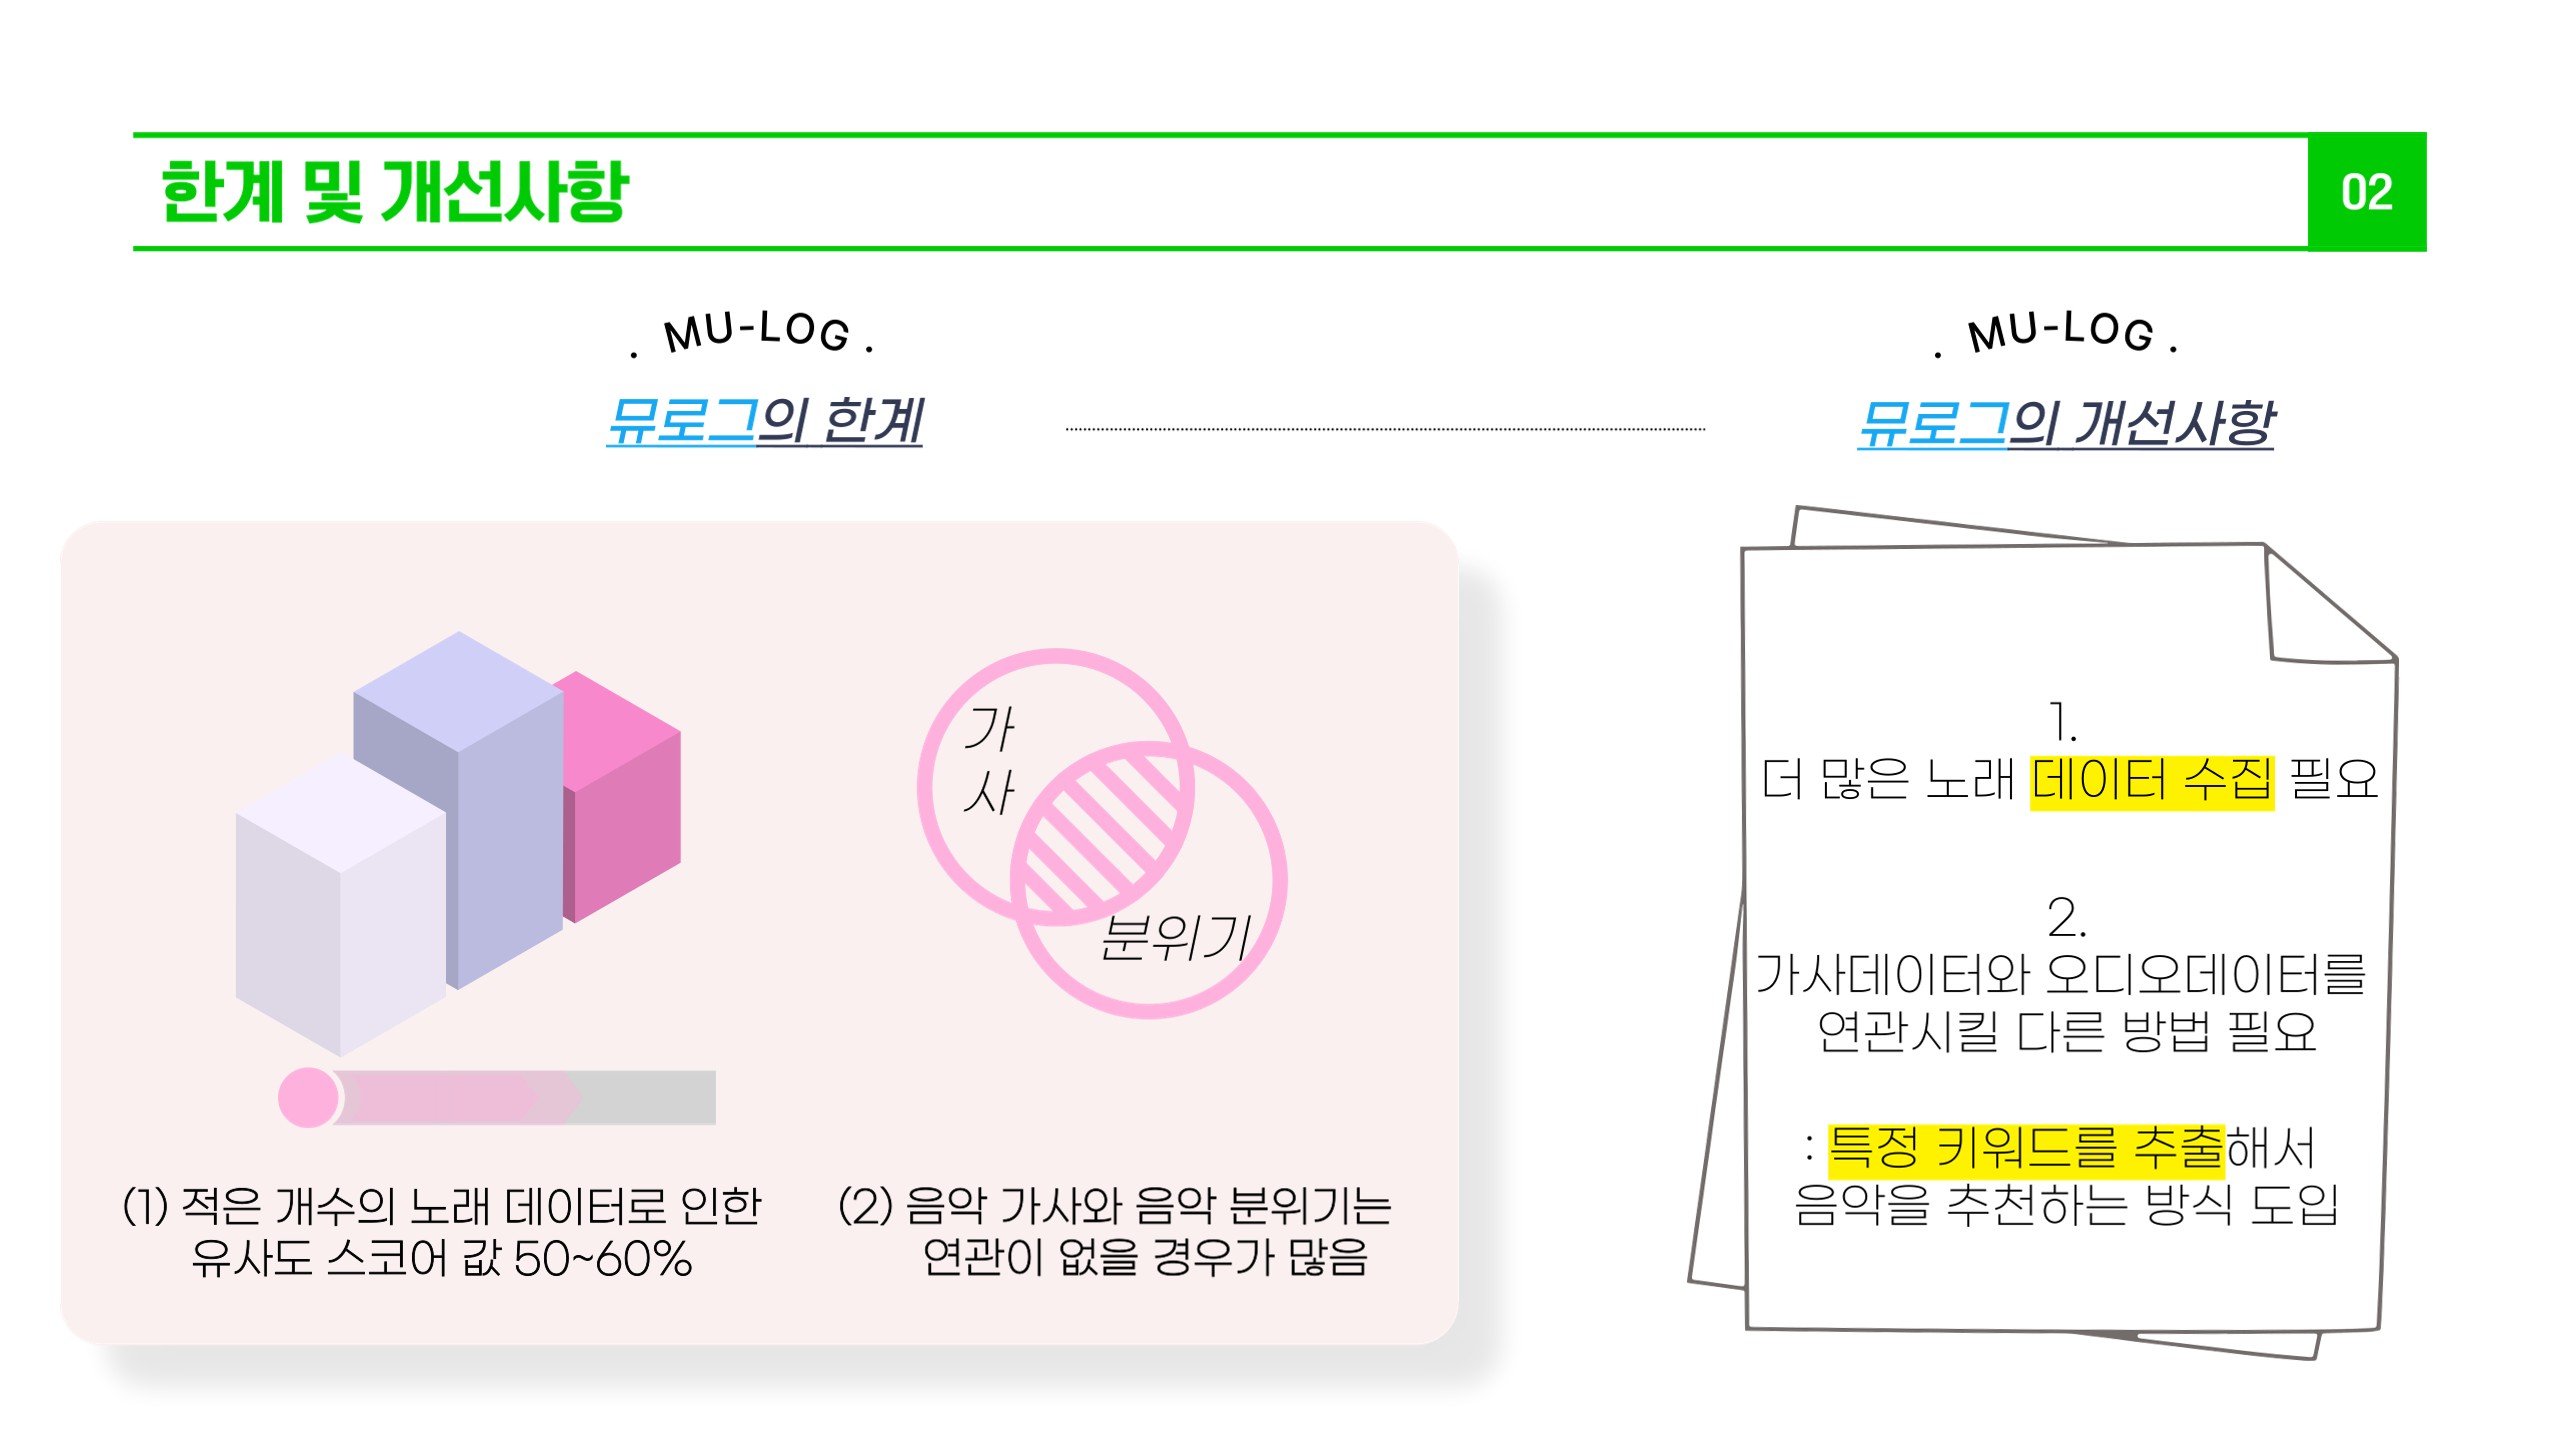 한계 및 개선사항
02
. MU-LOG .
뮤로그의 한계
. MU-LOG .
뮤로그의 개선사항
가
사
분위기
(1) 적은 개수의 노래 데이터로 인한
유사도 스코어 값 50~60%
(2) 음악 가사와 음악 분위기는
연관이 없을 경우가 많음
1.
더 많은 노래 데이터 수집 필요
2.
가사데이터와 오디오데이터를
연관시킬 다른 방법 필요
: 특정 키워드를 추출해서
음악을 추천하는 방식 도입